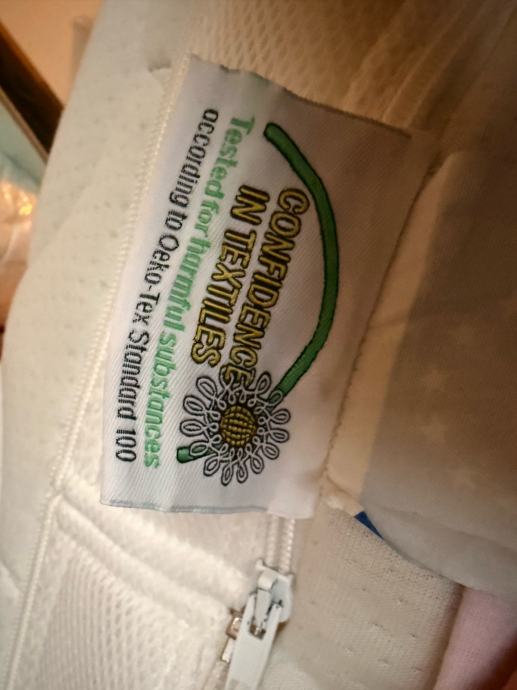 CONFIDENCE
IN TEXTILES
Tested for harmful substances
according to Oeko-Tex Standard 100